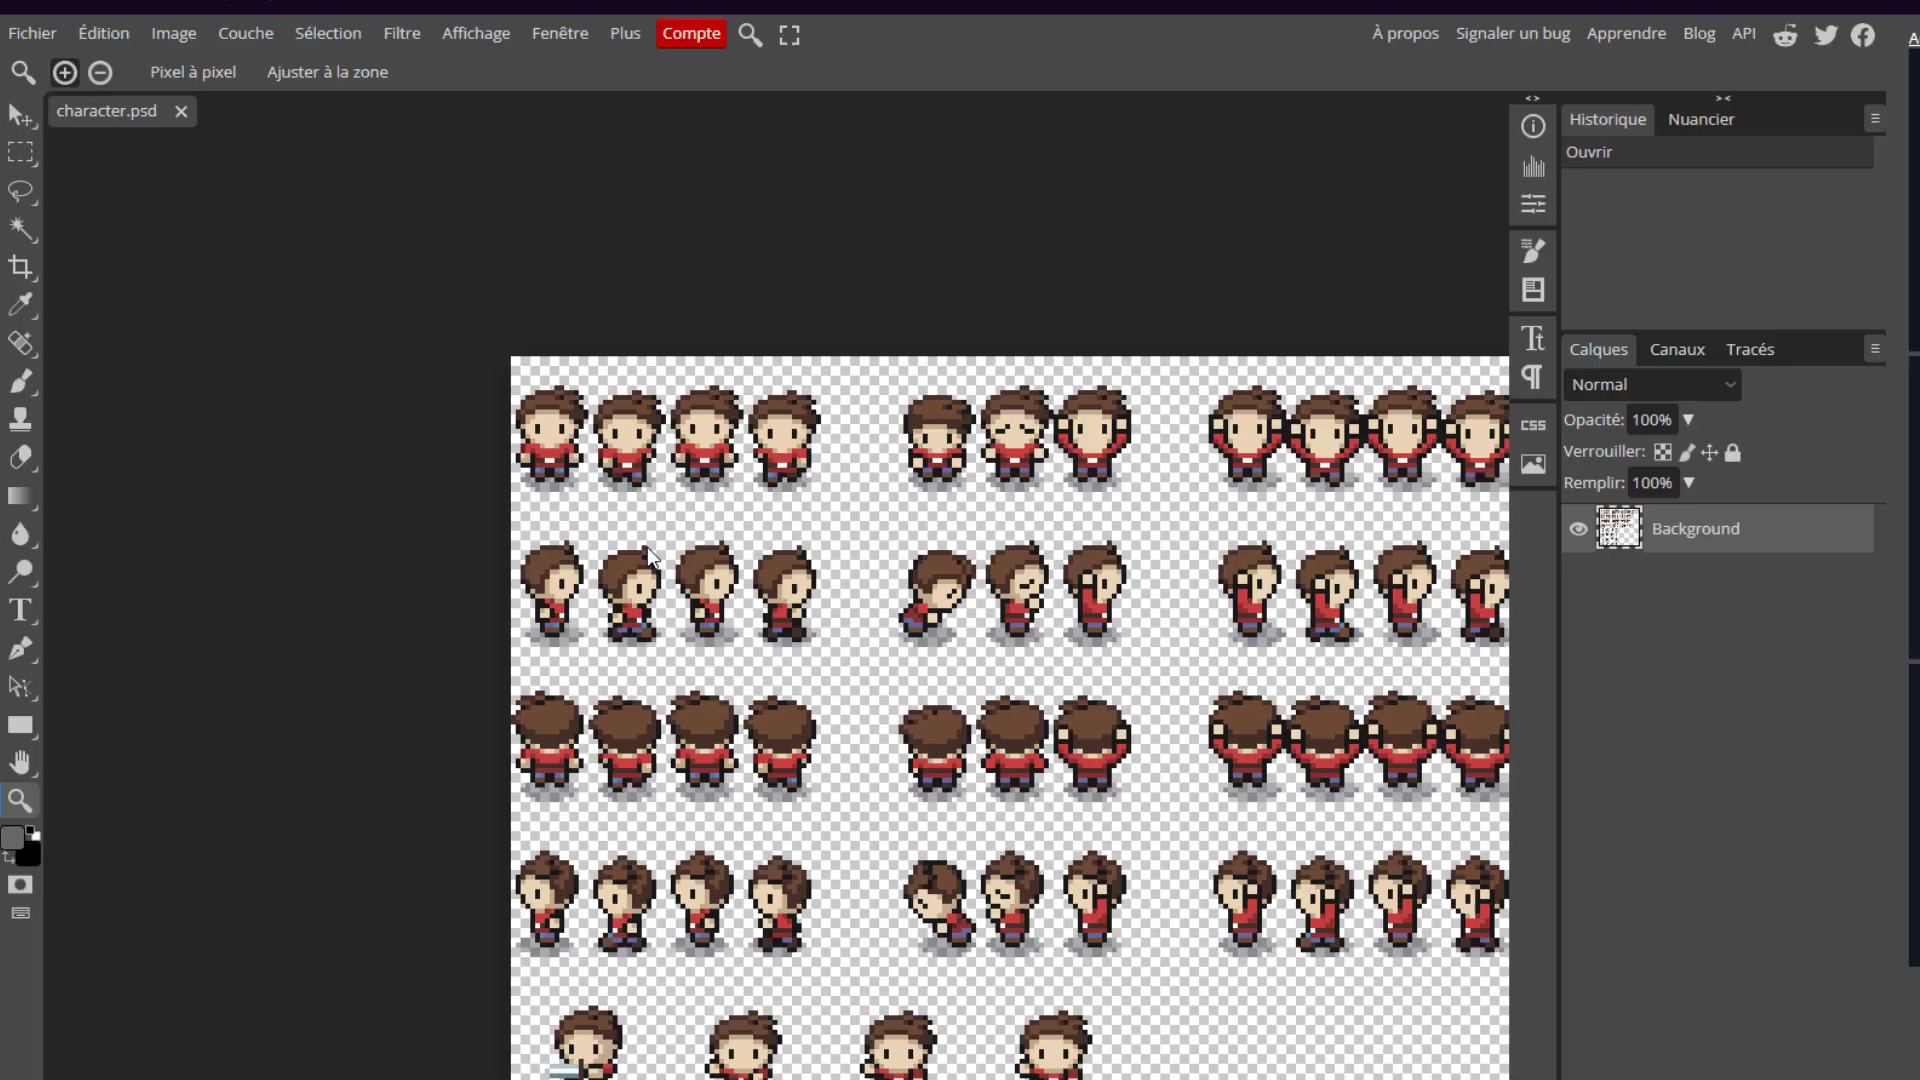 Fichier Édition Image Couche Sélection Filtre Affichage Fenêtre Plus Compte À propos Signaler un bug Apprendre Blog API
Pixel à pixel Ajuster à la zone
character.psd
Historique Nuancier
Ouvrir
Calques Canaux Tracés
Normal
Opacité: 100%
CSS
Verrouiller:
Remplir: 100%
Background